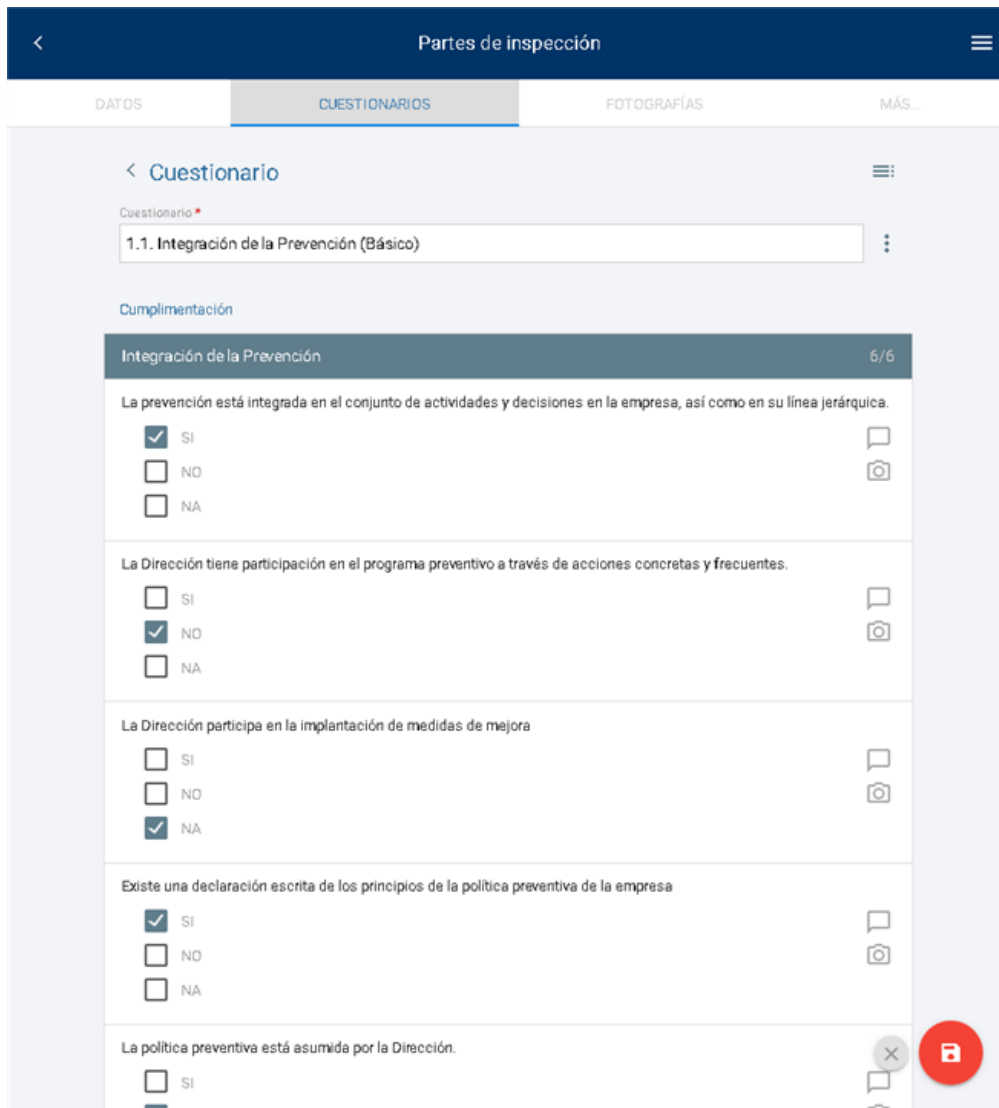 Partes de inspección
DATOS CUESTIONARIOS FOTOGRAFÍAS MÁS...
Cuestionario
Cuestionario *
1.1. Integración de la Prevención (Básico)
Cumplimentación
Integración de la Prevención 6/6
La prevención está integrada en el conjunto de actividades y decisiones en la empresa, así como en su línea jerárquica.
SI
NO
NA
La Dirección tiene participación en el programa preventivo a través de acciones concretas y frecuentes.
SI
NO
NA
La Dirección participa en la implantación de medidas de mejora
SI
NO
NA
Existe una declaración escrita de los principios de la política preventiva de la empresa
SI
NO
NA
La política preventiva está asumida por la Dirección.
SI